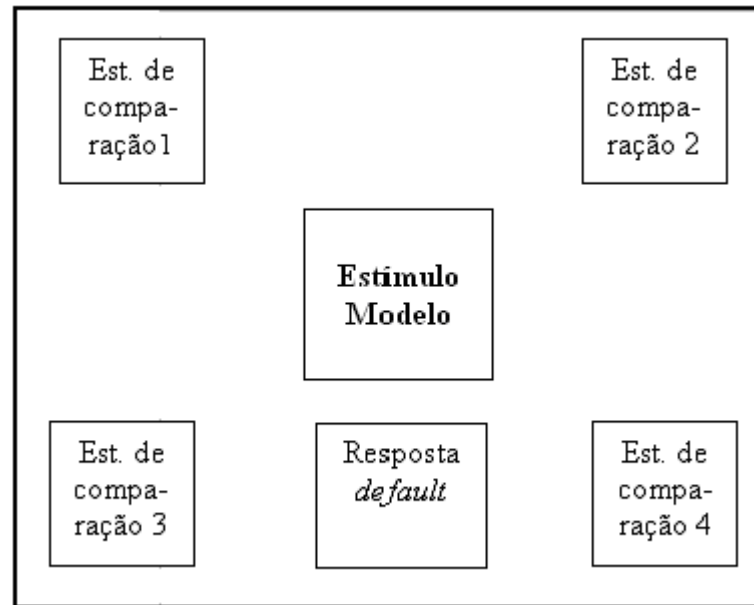 Est. de
compa-
ração1
Est. de
compa-
ração 2
Estímulo
Modelo
Est. de
compa-
ração 3
Resposta
default
Est. de
compa-
ração 4